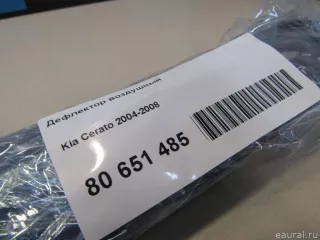 Дефлектор воздушный
Kia Cerato 2004-2008
80 651 485
© eaural.ru